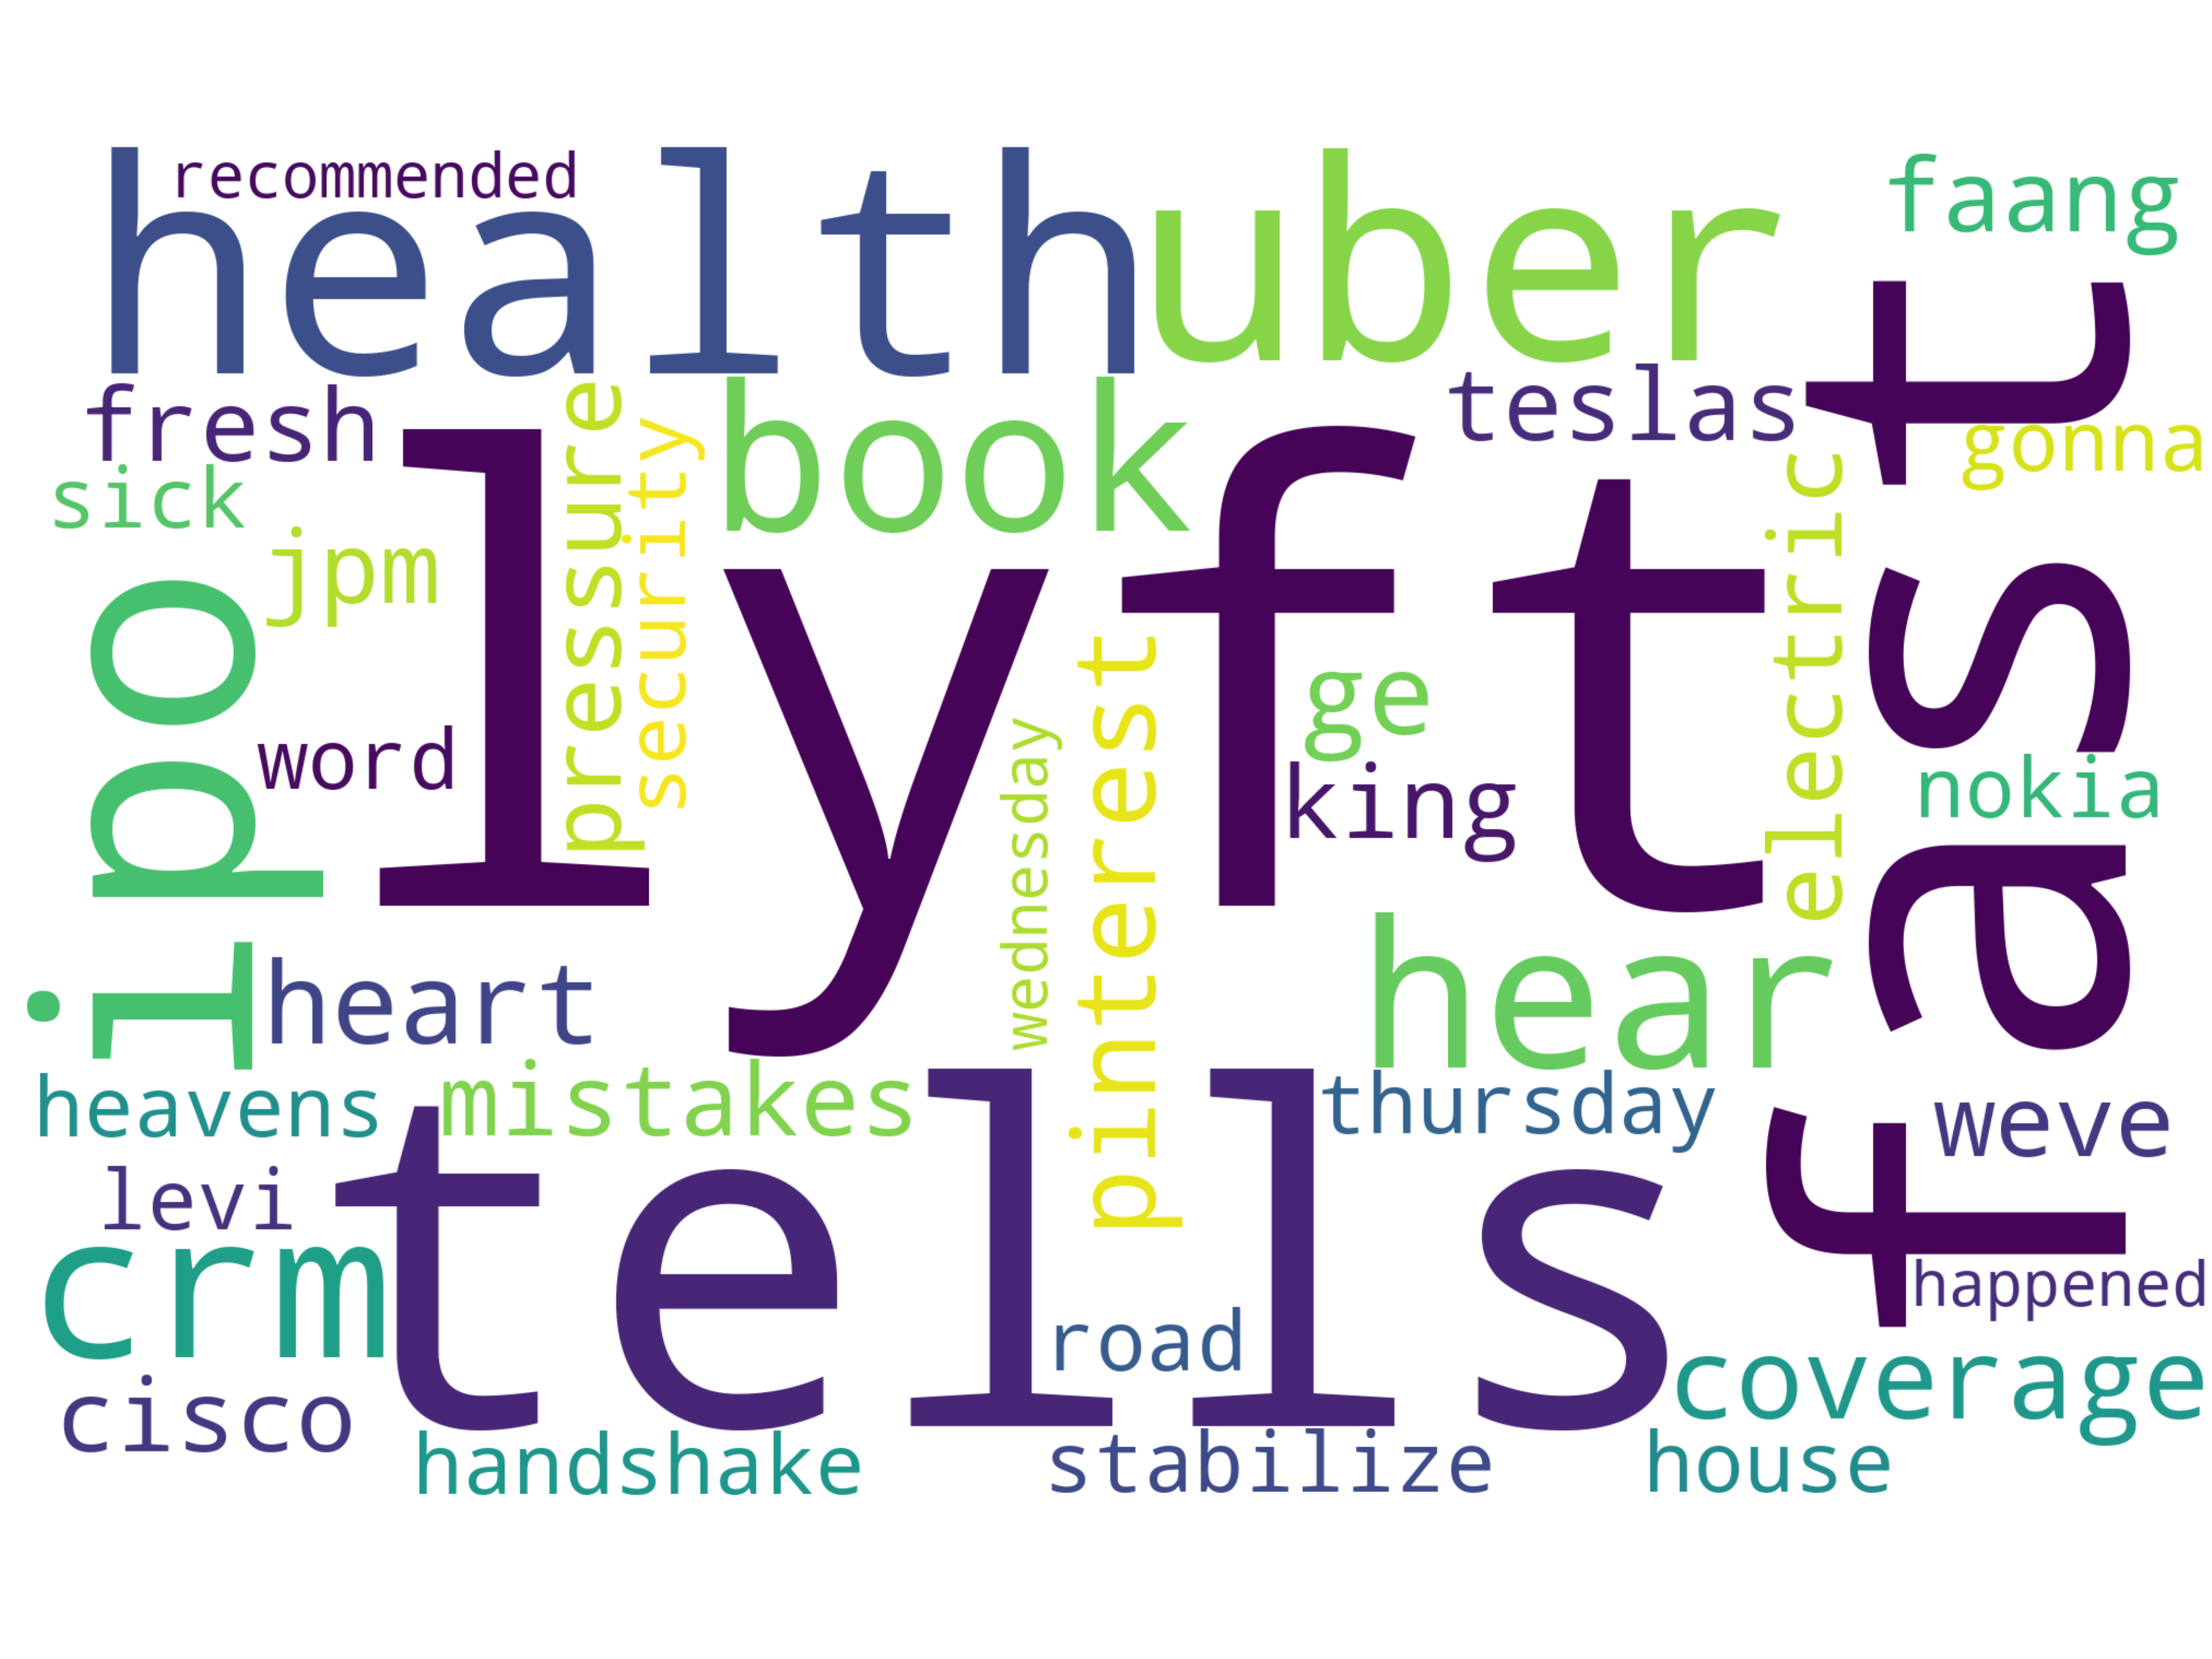 recommended
health
uber
faang
fresh
sick
jpm
pressure
security
book
teslas
fast
gonna
electric
lyft
ipo
word
wednesday
pinterest
ge
king
nokia
heart
hear
heavens
mistakes
thursday
weve
levi
tells
crm
happened
road
cisco
coverage
handshake
stabilize
house